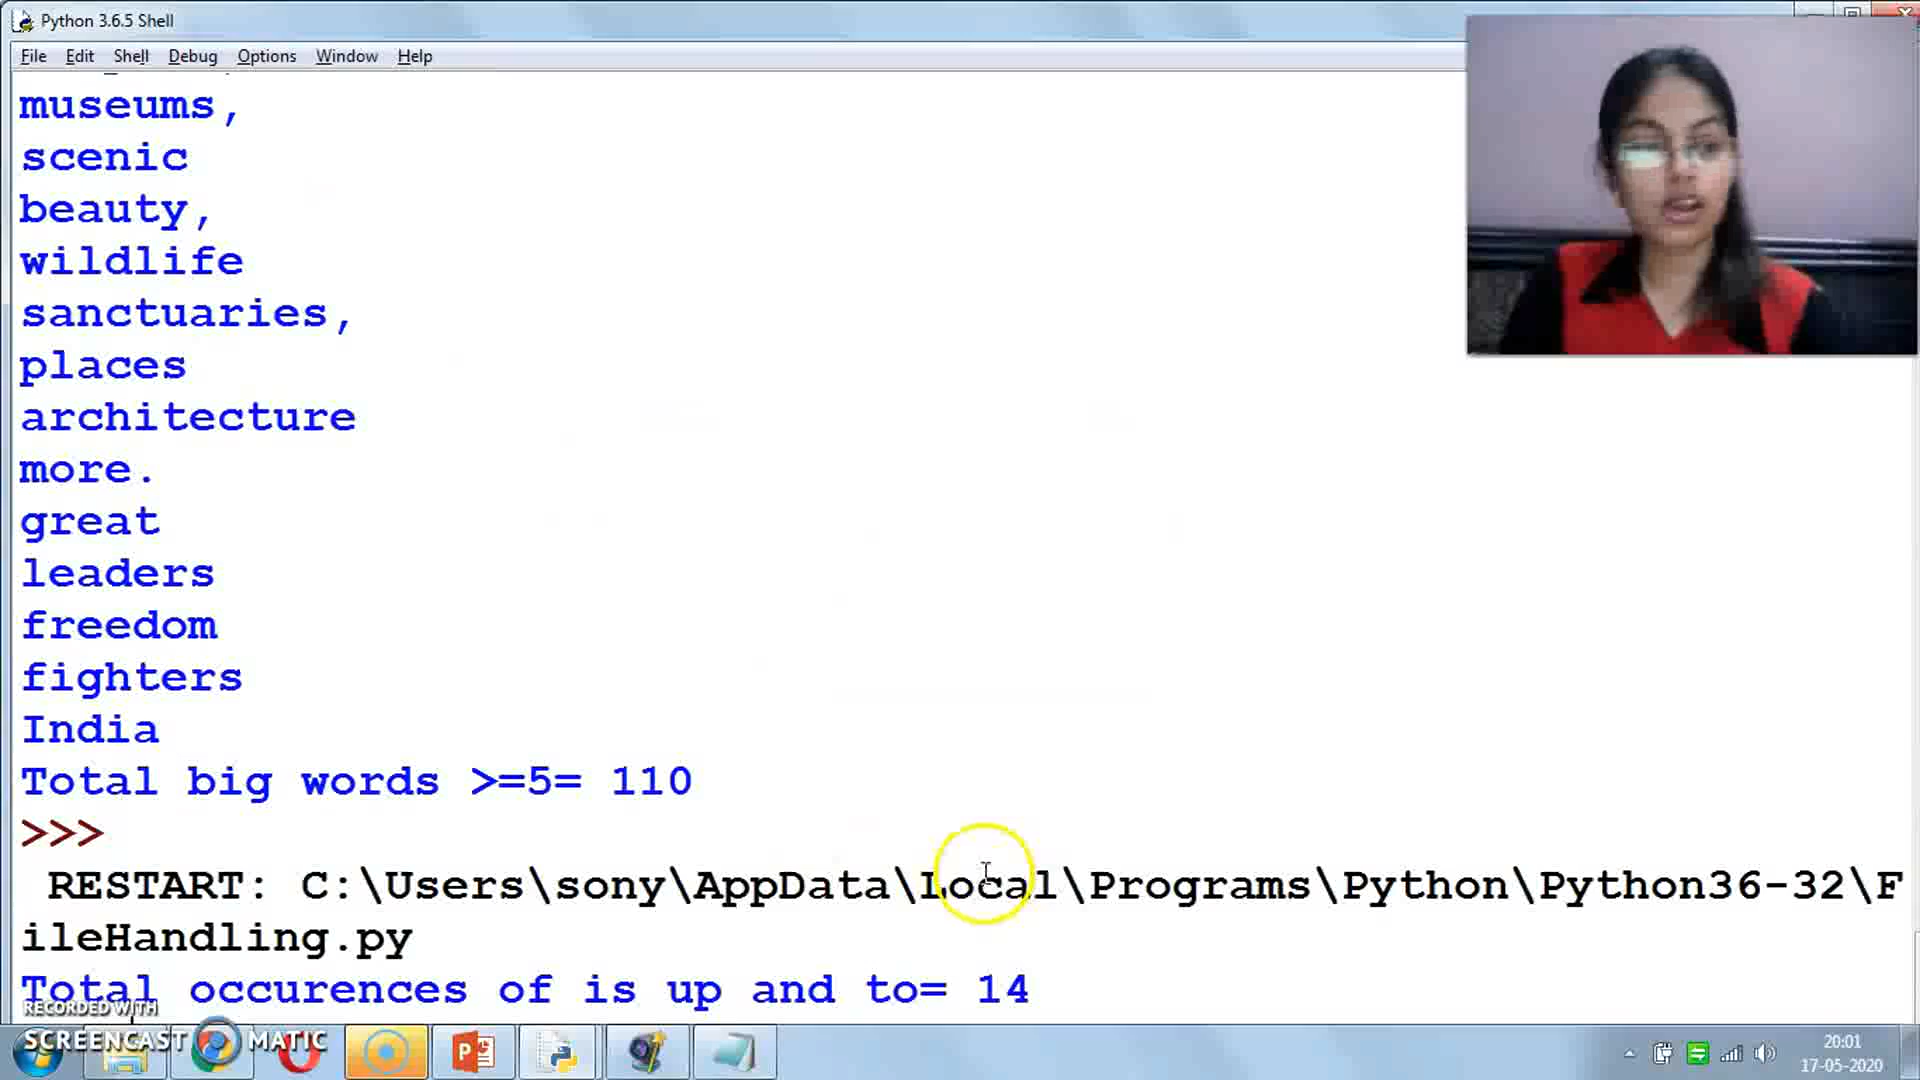 Python 3.6.5 Shell
File Edit Shell Debug Options Window Help
museums,
scenic
beauty,
wildlife
sanctuaries,
places
architecture
more.
great
leaders
freedom
fighters
India
Total big words >=5= 110
>>>
RESTART: C:\Users\sony\AppData\Local\Programs\Python\Python36-32\F
ileHandling.py
Total occurences of is up and to= 14
RECORDED WITH
SCREENCAST MATIC
20:01
17-05-2020